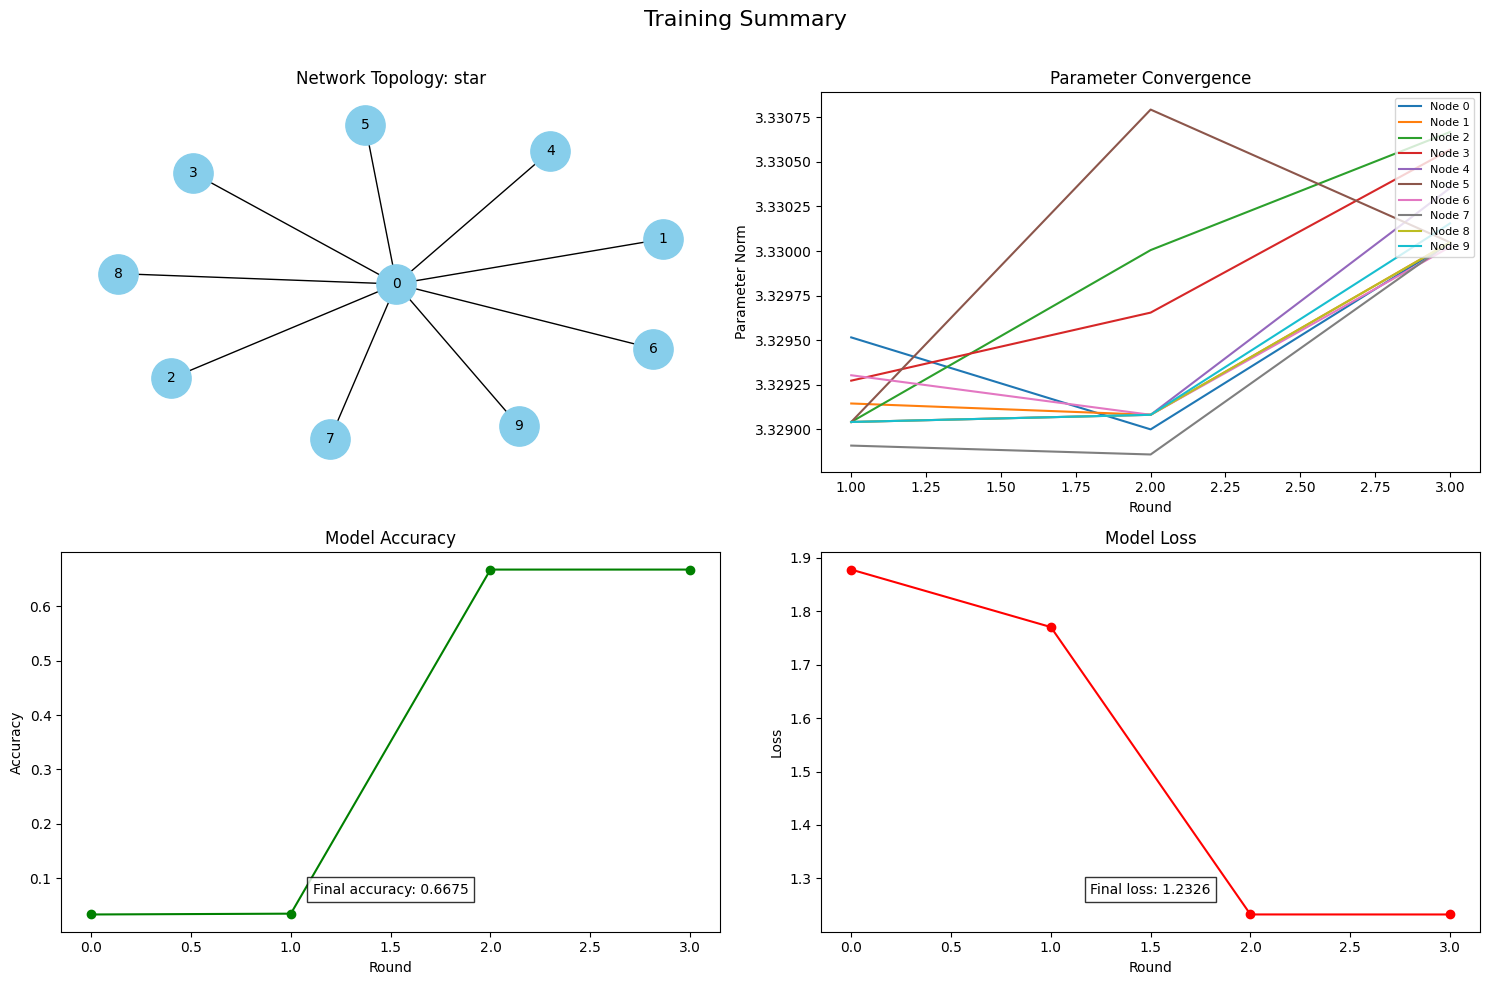 Training Summary
Network Topology: star
5
4
3
1
8
0
6
2
9
7
Parameter Convergence
Parameter Norm
3.33075
3.33050
3.33025
3.33000
3.32975
3.32950
3.32925
3.32900
Node 0
Node 1
Node 2
Node 3
Node 4
Node 5
Node 6
Node 7
Node 8
Node 9
1.00 1.25 1.50 1.75 2.00 2.25 2.50 2.75 3.00
Round
Model Accuracy
Accuracy
0.6
0.5
0.4
0.3
0.2
0.1
Final accuracy: 0.6675
0.0 0.5 1.0 1.5 2.0 2.5 3.0
Round
Model Loss
Loss
1.9
1.8
1.7
1.6
1.5
1.4
1.3
Final loss: 1.2326
0.0 0.5 1.0 1.5 2.0 2.5 3.0
Round